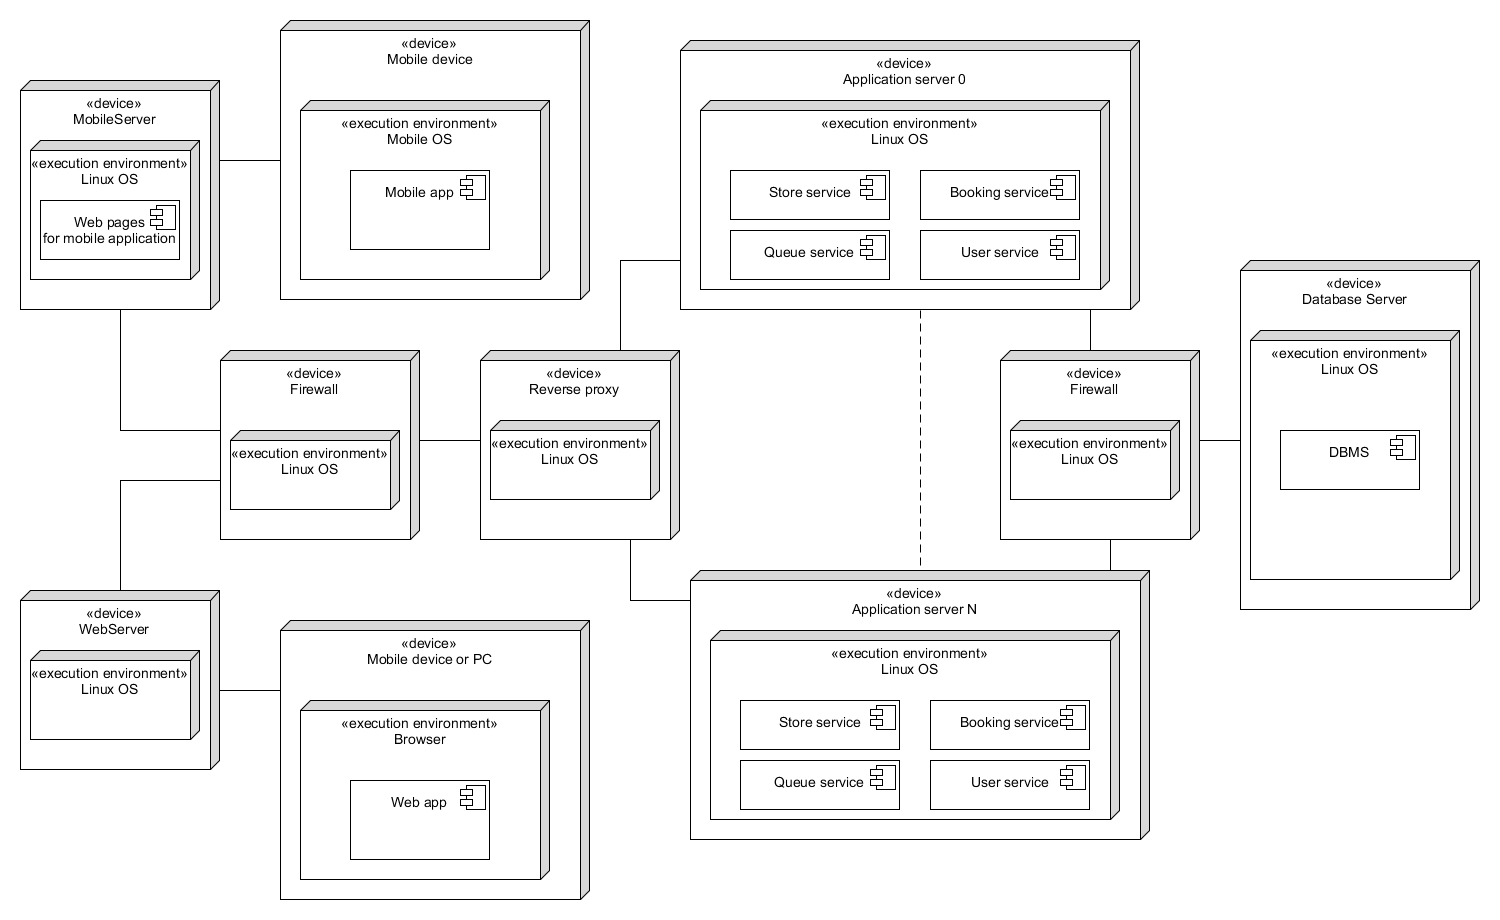 «device»
Mobile device
«execution environment»
Mobile OS
Mobile app
«device»
MobileServer
«execution environment»
Linux OS
Web pages
for mobile application
«device»
Application server 0
«execution environment»
Linux OS
Store service
Booking service
Queue service
User service
«device»
Firewall
«execution environment»
Linux OS
«device»
Reverse proxy
«execution environment»
Linux OS
«device»
Firewall
«execution environment»
Linux OS
«device»
Database Server
«execution environment»
Linux OS
DBMS
«device»
WebServer
«execution environment»
Linux OS
«device»
Mobile device or PC
«execution environment»
Browser
Web app
«device»
Application server N
«execution environment»
Linux OS
Store service
Booking service
Queue service
User service